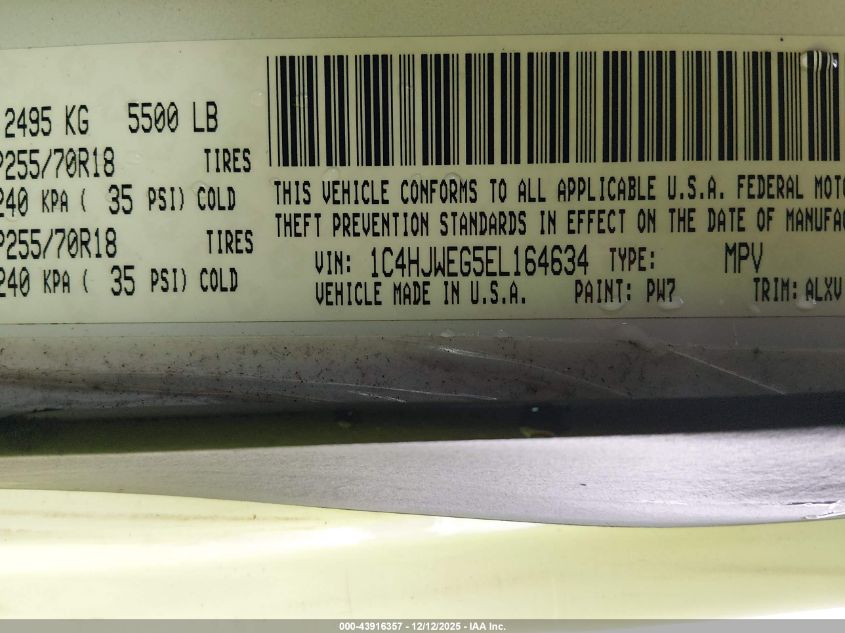 2495 KG 5500 LB
P255/70R18 TIRES
240 KPA ( 35 PSI) COLD
P255/70R18 TIRES
240 KPA ( 35 PSI) COLD
THIS VEHICLE CONFORMS TO ALL APPLICABLE U.S.A. FEDERAL
THEFT PREVENTION STANDARDS IN EFFECT ON THE DATE OF
VIN: 1C4HJWEG5EL164634 TYPE: MPV
VEHICLE MADE IN U.S.A. PAINT: PW7 TRIM: ALXV
000-43916357 - 12/12/2025 - IAA Inc.